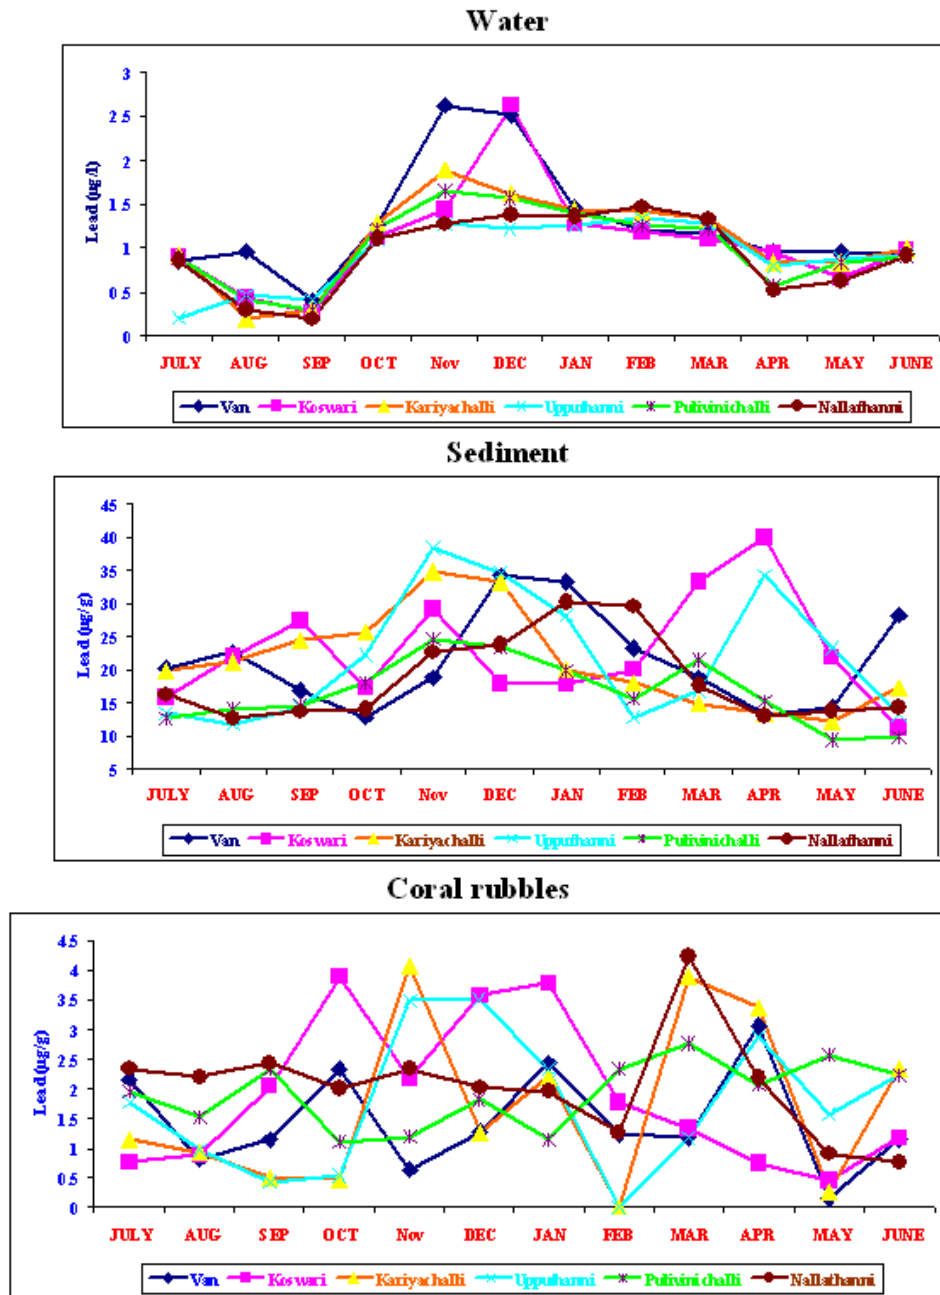 Water
Lead (µg/l)
3
2.5
2
1.5
1
0.5
0
JULY AUG SEP OCT Nov DEC JAN FEB MAR APR MAY JUNE
Van Koswari Kariyachalli Upputhanni Pulivinichalli Nallathanni
Sediment
Lead (µg/g)
45
40
35
30
25
20
15
10
5
JULY AUG SEP OCT Nov DEC JAN FEB MAR APR MAY JUNE
Van Koswari Kariyachalli Upputhanni Pulivinichalli Nallathanni
Coral rubbles
Lead (µg/g)
4.5
4
3.5
3
2.5
2
1.5
1
0.5
0
JULY AUG SEP OCT Nov DEC JAN FEB MAR APR MAY JUNE
Van Koswari Kariyachalli Upputhanni Pulivinichalli Nallathanni